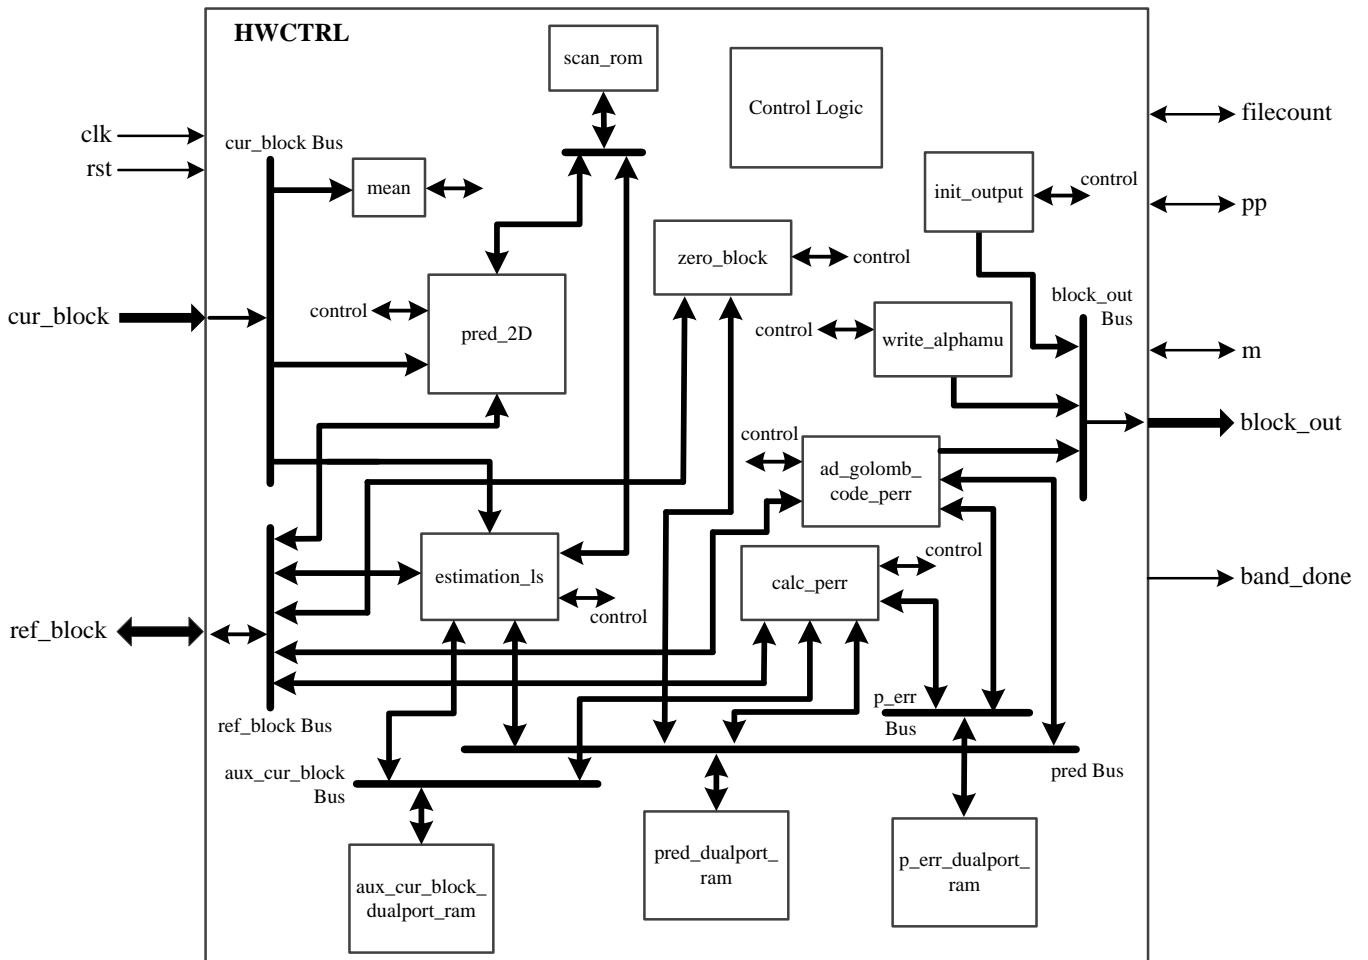 HWCTRL
scan_rom
Control Logic
clk
rst
cur_block Bus
mean
init_output
control
filecount
pp
zero_block
control
control
pred_2D
cur_block
block_out
Bus
control
write_alphamu
m
block_out
control
ad_golomb_
code_perr
estimation_ls
control
calc_perr
control
band_done
ref_block
ref_block Bus
p_err
Bus
aux_cur_block
Bus
pred Bus
aux_cur_block_
dualport_ram
pred_dualport_
ram
p_err_dualport_
ram